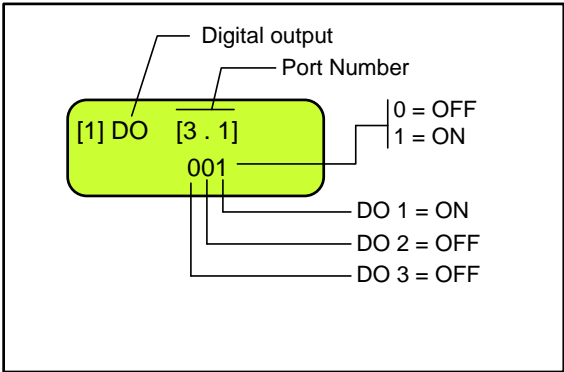 Digital output
Port Number
[1] DO [3 . 1]
0 = OFF
1 = ON
001
DO 1 = ON
DO 2 = OFF
DO 3 = OFF